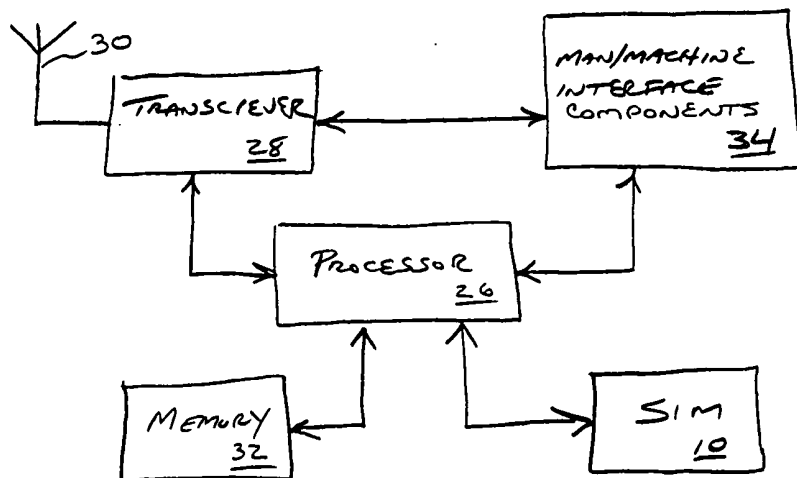 30
TRANSCIEVER
28
MAN/MACHINE
INTERFACE
COMPONENTS
34
PROCESSOR
26
MEMORY
32
SIM
10